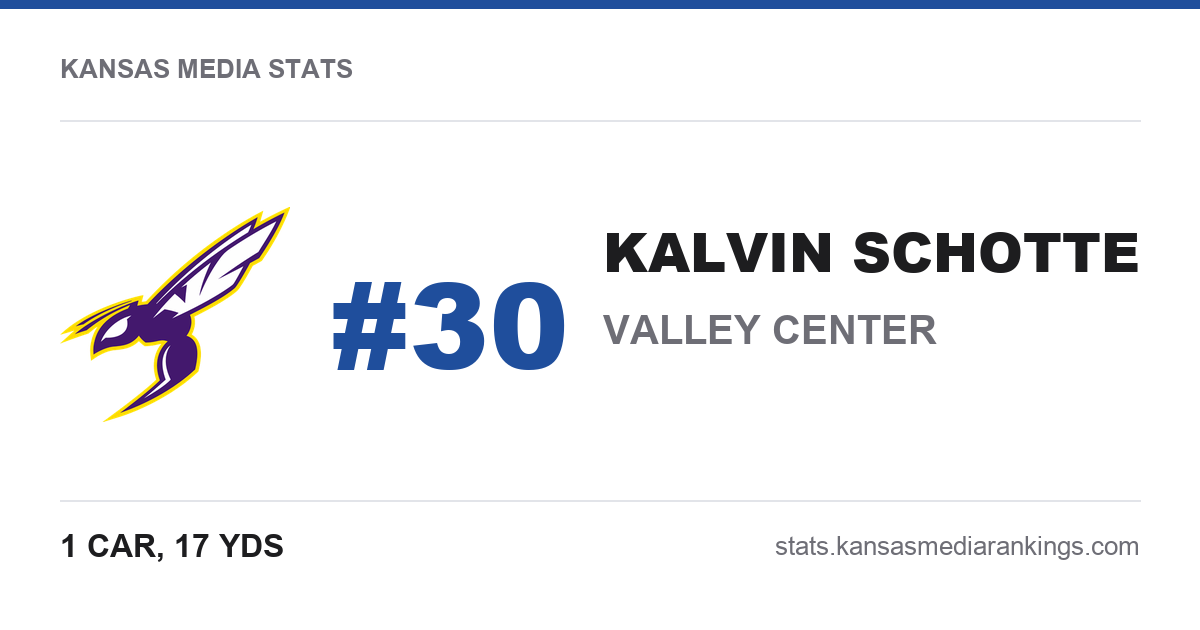 KANSAS MEDIA STATS
#30
KALVIN SCHOTTE
VALLEY CENTER
1 CAR, 17 YDS
stats.kansasmediarankings.com